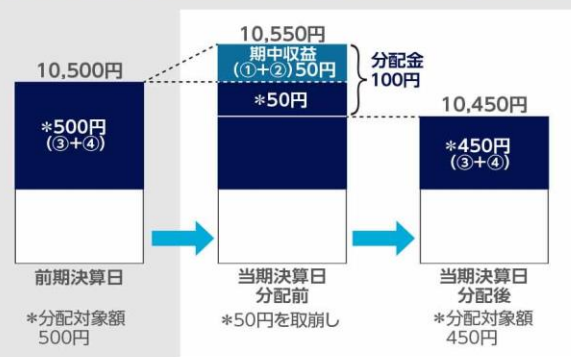 10,500円
*500円
(③+④)
前期決算日
*分配対象額
500円
10,550円
期中収益
(①+②)50円
*50円
分配金
100円
当期決算日
分配前
*50円を取崩し
10,450円
*450円
(③+④)
当期決算日
分配後
*分配対象額
450円